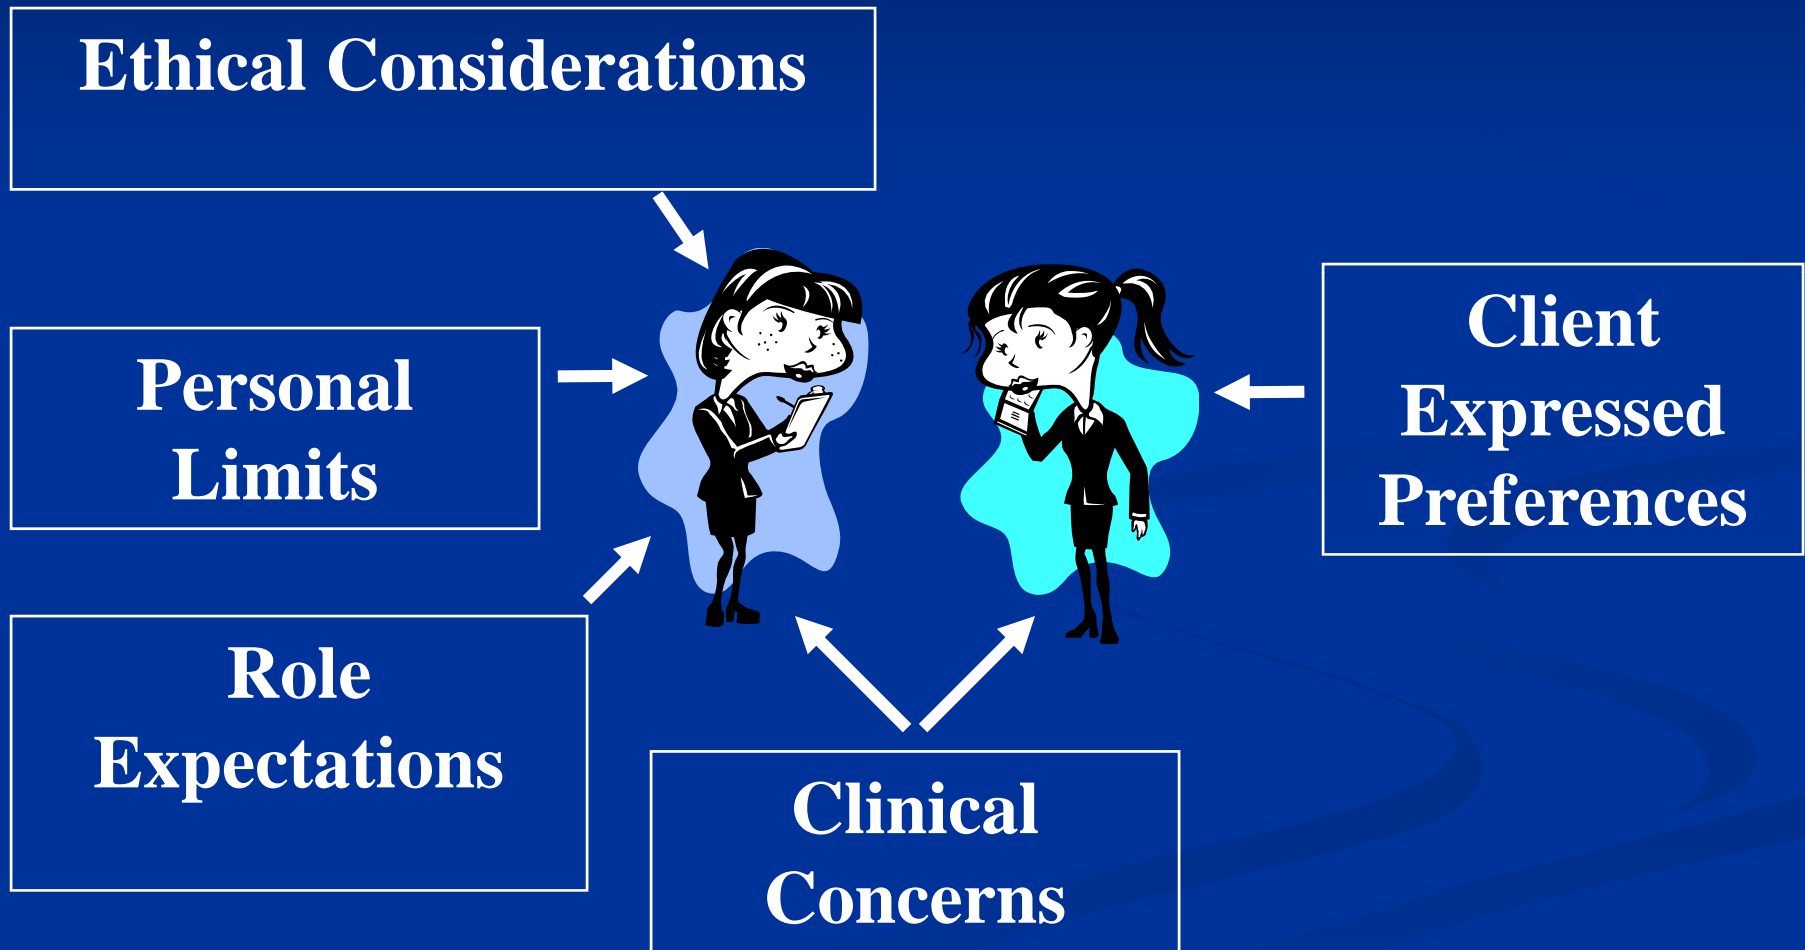 Ethical Considerations
Personal
Limits
Client
Expressed
Preferences
Role
Expectations
Clinical
Concerns